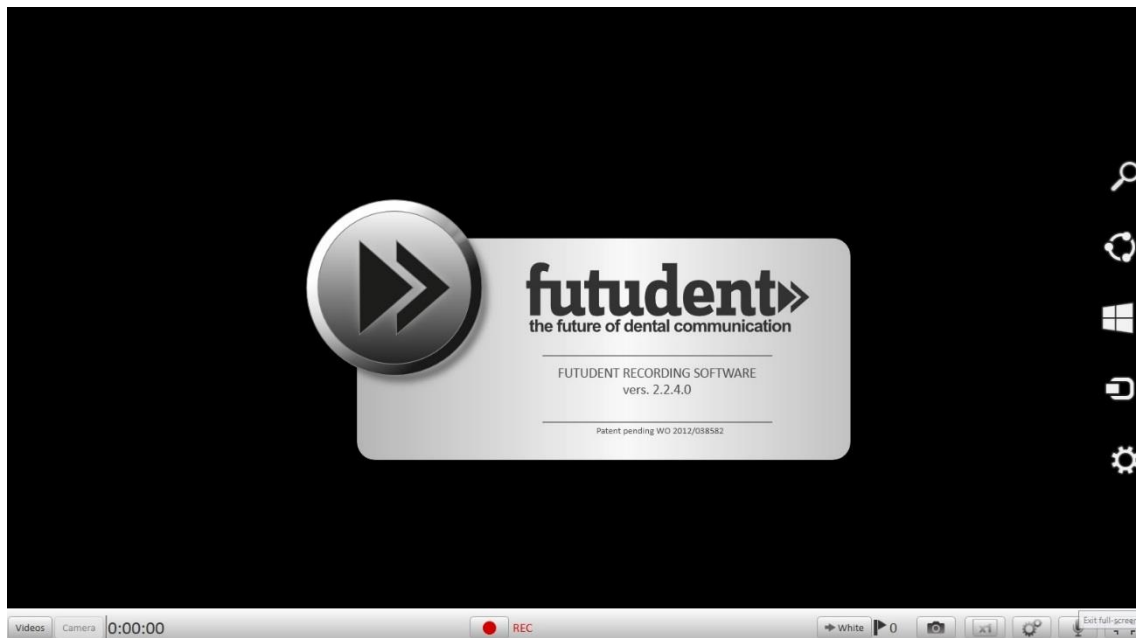 futudent
the future of dental communication
FUTUDENT RECORDING SOFTWARE
vers. 2.2.4.0
Patent pending WO 2012/038582
Videos Camera 0:00:00 REC White 0 x1
Exit full-screen